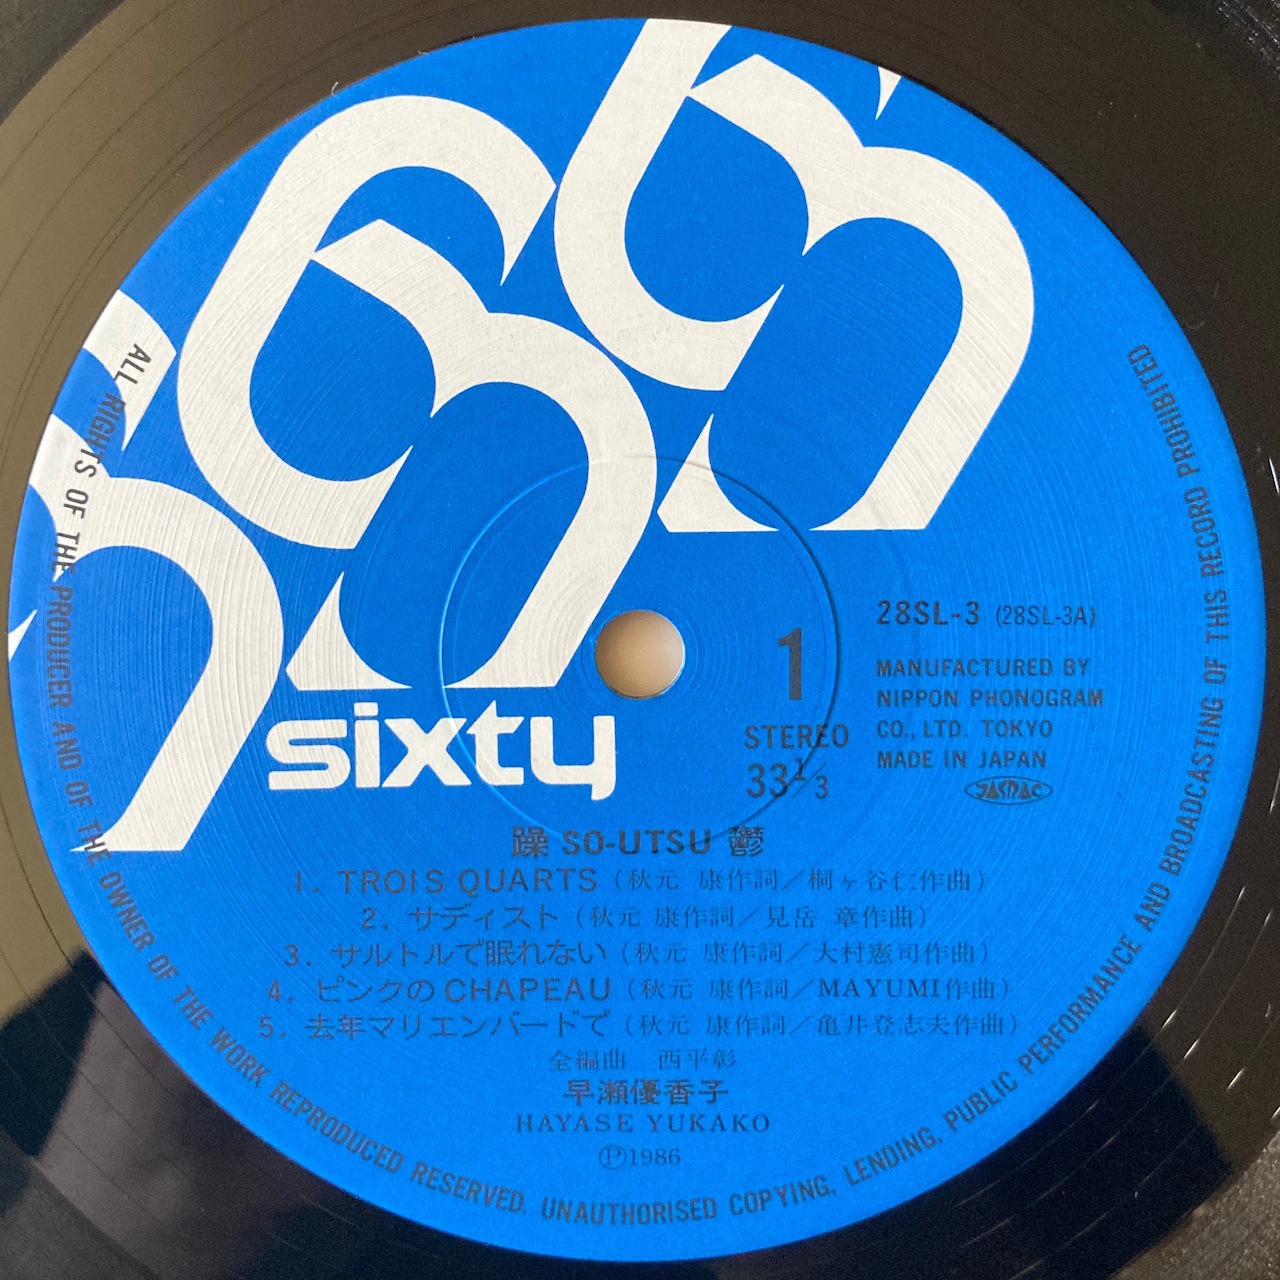 sixty
1
STEREO
33 1/3
28SL-3 (28SL-3A)
MANUFACTURED BY
NIPPON PHONOGRAM
CO., LTD. TOKYO
MADE IN JAPAN
JASRAC
躁 SO-UTSU 鬱
1. TROIS QUARTS (秋元 康作詞/桐ヶ谷仁作曲)
2. サディスト (秋元 康作詞/見岳 章作曲)
3. サルトルで眠れない (秋元 康作詞/大村憲司作曲)
4. ピンクのCHAPEAU (秋元 康作詞/MAYUMI作曲)
5. 去年マリエンバードで (秋元 康作詞/亀井登志夫作曲)
全編曲 西平彰
早瀬優香子
HAYASE YUKAKO
Ⓟ1986
ALL RIGHTS OF THE PRODUCER AND OF THE OWNER OF THE WORK REPRODUCED RESERVED. UNAUTHORISED COPYING, LENDING, PUBLIC PERFORMANCE AND BROADCASTING OF THIS RECORD PROHIBITED